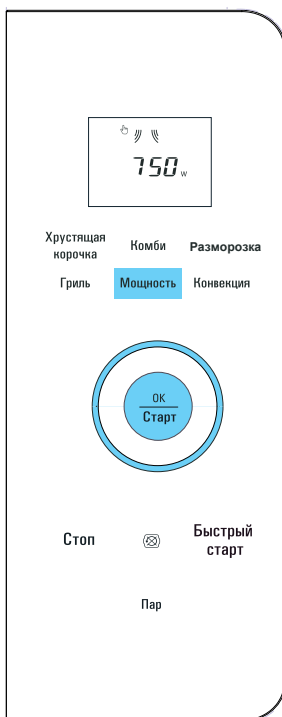 750 W
Хрустящая
корочка
Комби
Разморозка
Гриль
Мощность
Конвекция
OK
Старт
Стоп
Быстрый
старт
Пар